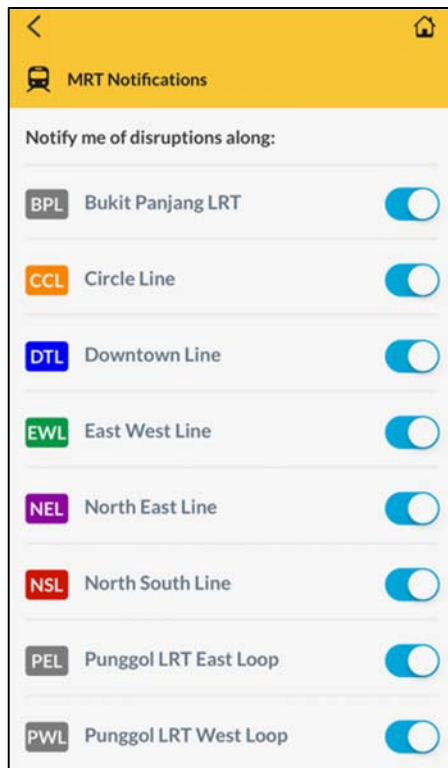 MRT Notifications
Notify me of disruptions along:
BPL Bukit Panjang LRT
CCL Circle Line
DTL Downtown Line
EWL East West Line
NEL North East Line
NSL North South Line
PEL Punggol LRT East Loop
PWL Punggol LRT West Loop